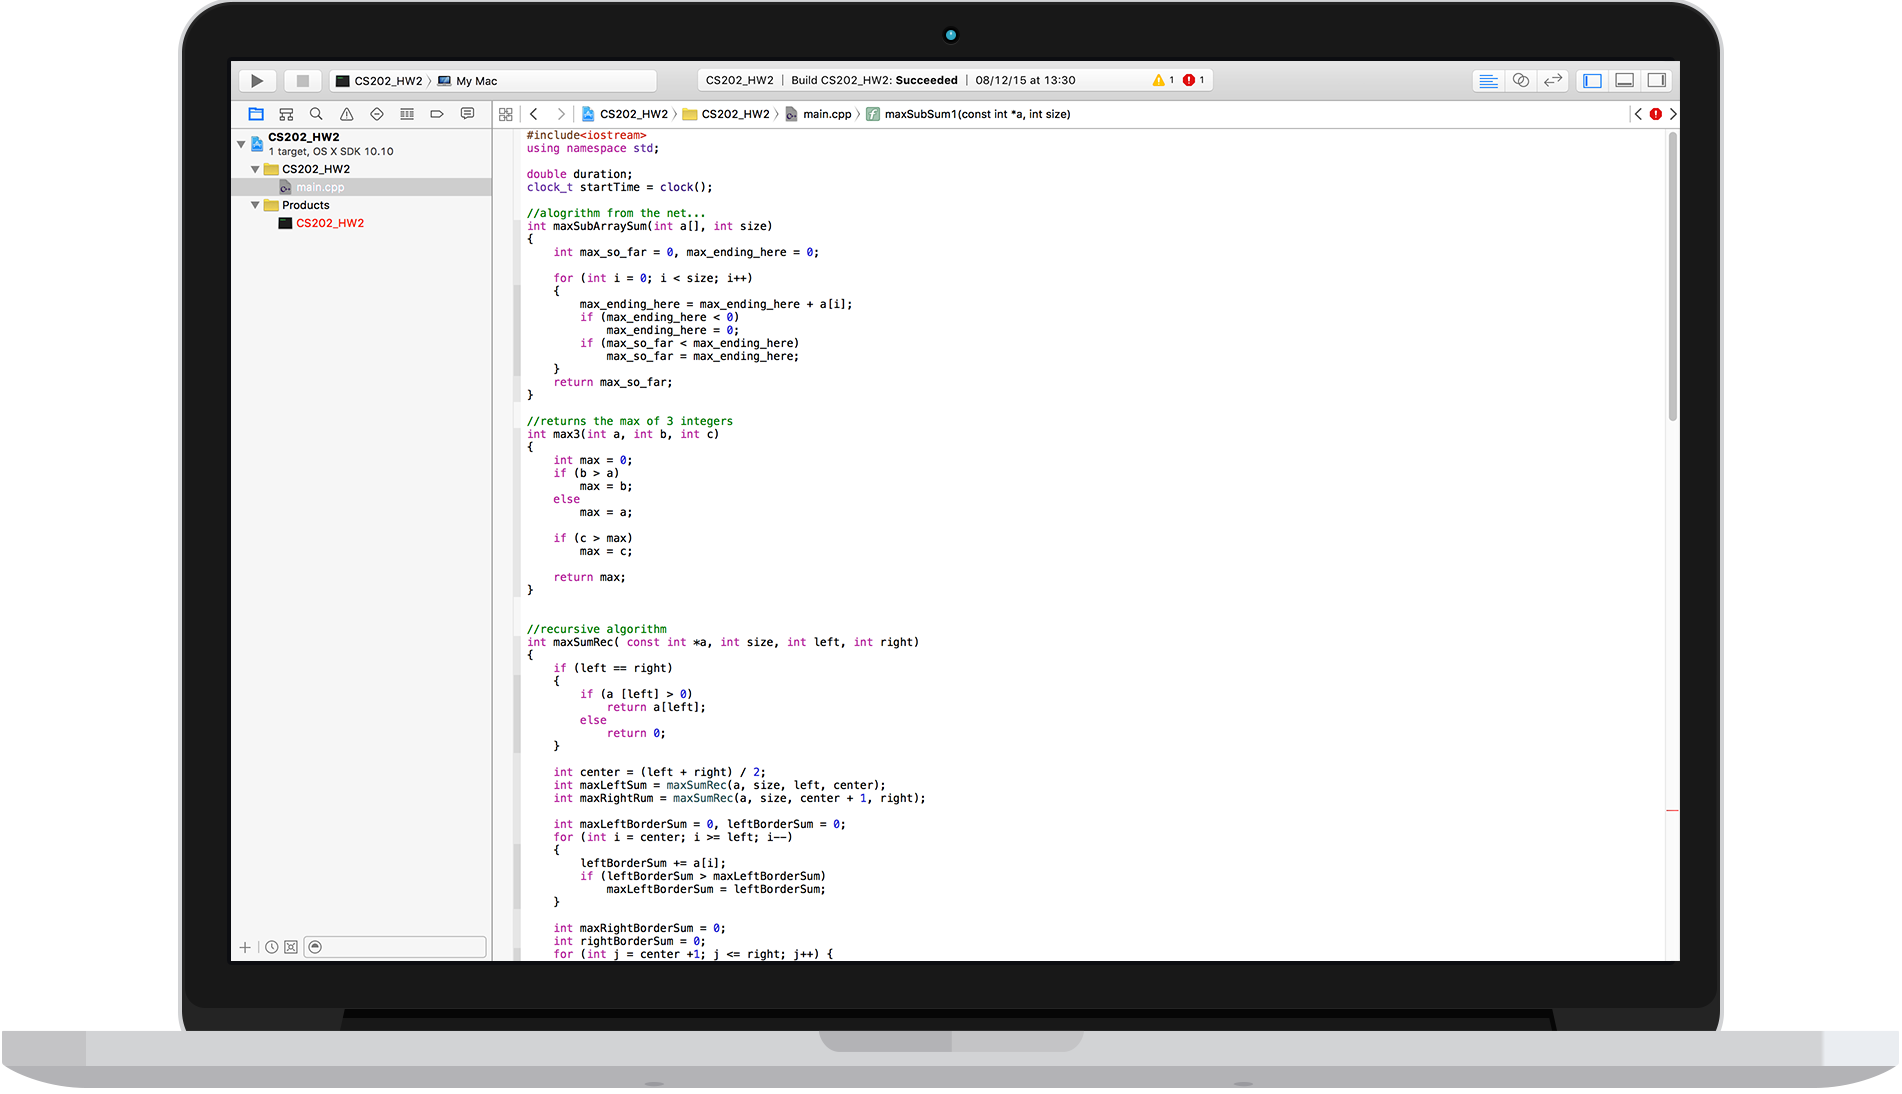 CS202_HW2 〉 My Mac
CS202_HW2 | Build CS202_HW2: Succeeded | 08/12/15 at 13:30
1 1
CS202_HW2 〉 CS202_HW2 〉 main.cpp 〉 maxSubSum1(const int *a, int size)
CS202_HW2
1 target, OS X SDK 10.10
CS202_HW2
main.cpp
Products
CS202_HW2
#include<iostream>
using namespace std;
double duration;
clock_t startTime = clock();
//alogrithm from the net...
int maxSubArraySum(int a[], int size)
{
    int max_so_far = 0, max_ending_here = 0;
    for (int i = 0; i < size; i++)
    {
        max_ending_here = max_ending_here + a[i];
        if (max_ending_here < 0)
            max_ending_here = 0;
        if (max_so_far < max_ending_here)
            max_so_far = max_ending_here;
    }
    return max_so_far;
}
//returns the max of 3 integers
int max3(int a, int b, int c)
{
    int max = 0;
    if (b > a)
        max = b;
    else
        max = a;
    if (c > max)
        max = c;
    return max;
}
//recursive algorithm
int maxSumRec( const int *a, int size, int left, int right)
{
    if (left == right)
    {
        if (a [left] > 0)
            return a[left];
        else
            return 0;
    }
    int center = (left + right) / 2;
    int maxLeftSum = maxSumRec(a, size, left, center);
    int maxRightRum = maxSumRec(a, size, center + 1, right);
    int maxLeftBorderSum = 0, leftBorderSum = 0;
    for (int i = center; i >= left; i--)
    {
        leftBorderSum += a[i];
        if (leftBorderSum > maxLeftBorderSum)
            maxLeftBorderSum = leftBorderSum;
    }
    int maxRightBorderSum = 0;
    int rightBorderSum = 0;
    for (int j = center +1; j <= right; j++) {